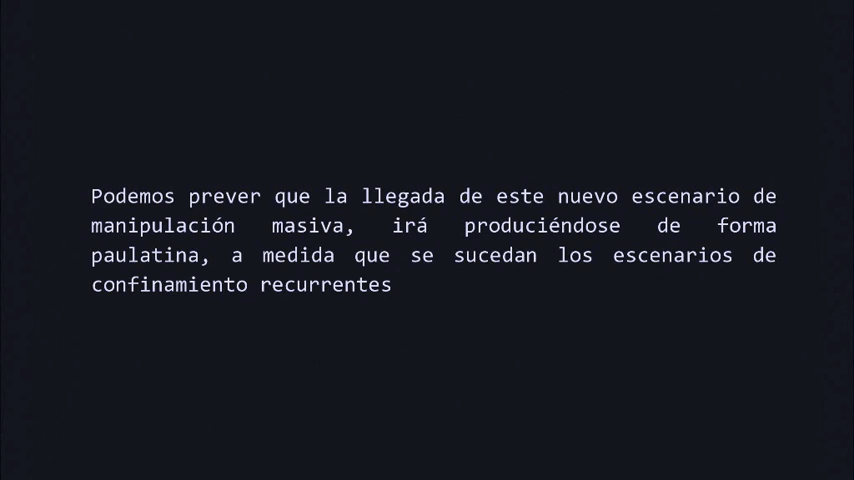 Podemos prever que la llegada de este nuevo escenario de
manipulación masiva, irá produciéndose de forma
paulatina, a medida que se sucedan los escenarios de
confinamiento recurrentes